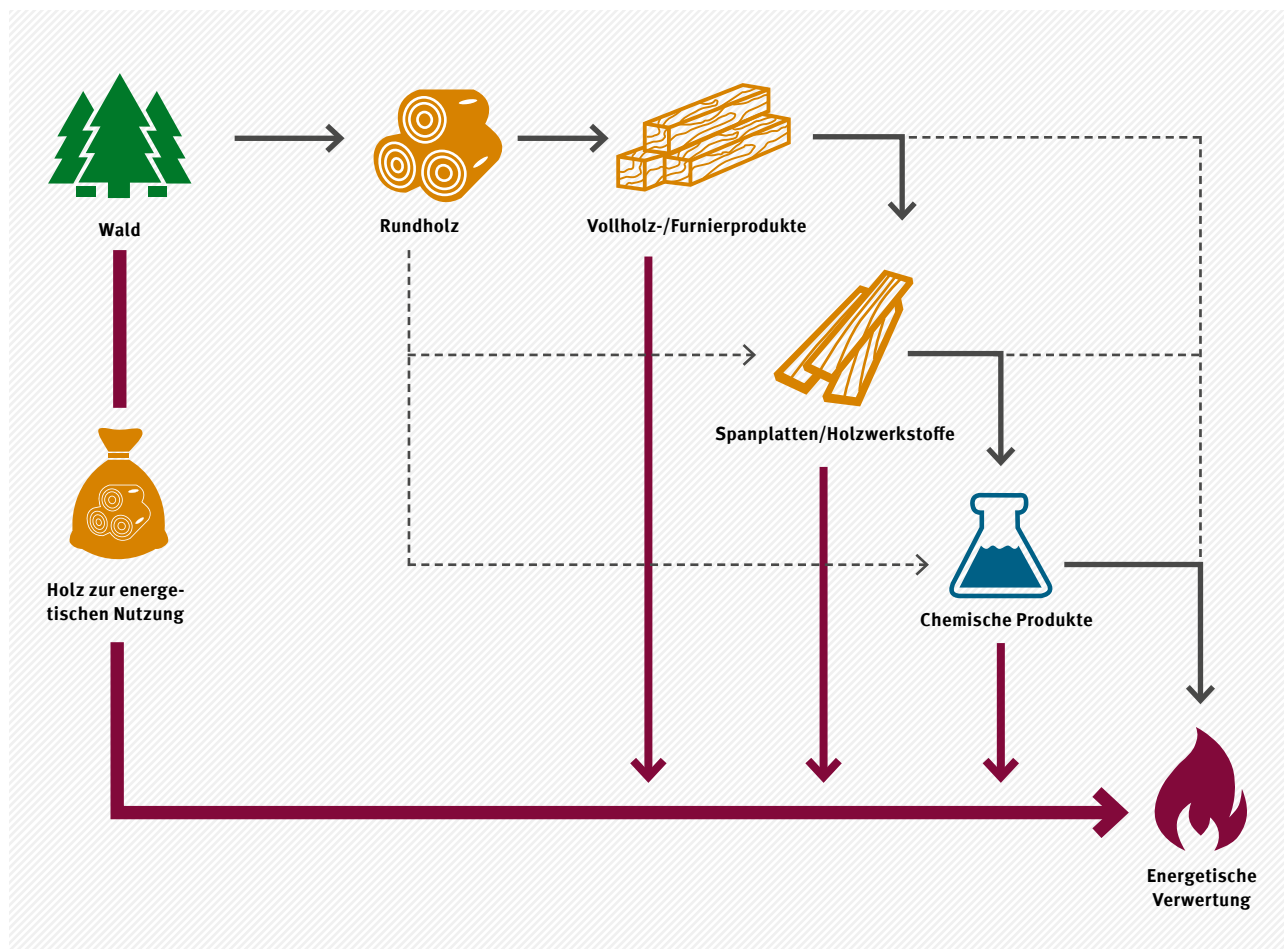 Wald
Rundholz
Vollholz-/Furnierprodukte
Spanplatten/Holzwerkstoffe
Holz zur energe-
tischen Nutzung
Chemische Produkte
Energetische
Verwertung